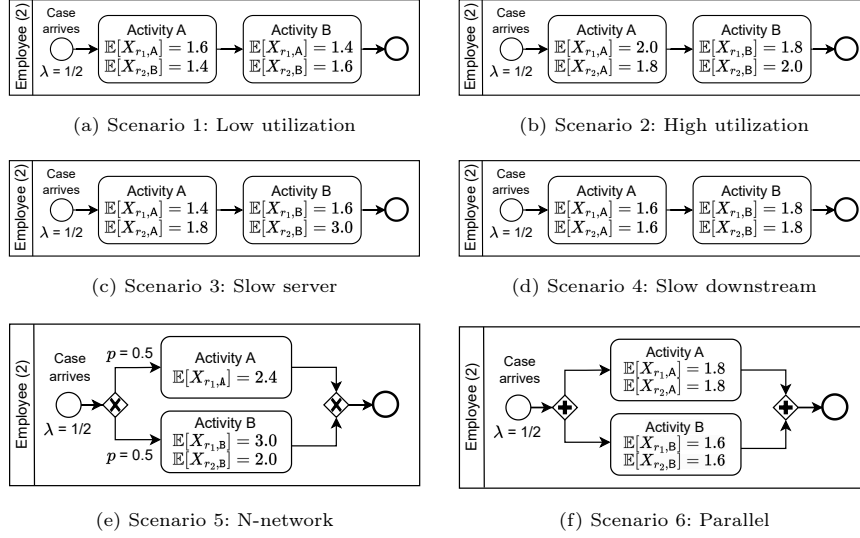 Employee (2)
Case
arrives
λ = 1/2
Activity A
𝔼[X_{r₁,A}] = 1.6
𝔼[X_{r₂,B}] = 1.4
Activity B
𝔼[X_{r₁,A}] = 1.4
𝔼[X_{r₂,B}] = 1.6
(a) Scenario 1: Low utilization
Employee (2)
Case
arrives
λ = 1/2
Activity A
𝔼[X_{r₁,A}] = 2.0
𝔼[X_{r₂,A}] = 1.8
Activity B
𝔼[X_{r₁,B}] = 1.8
𝔼[X_{r₂,B}] = 2.0
(b) Scenario 2: High utilization
Employee (2)
Case
arrives
λ = 1/2
Activity A
𝔼[X_{r₁,A}] = 1.4
𝔼[X_{r₂,A}] = 1.8
Activity B
𝔼[X_{r₁,B}] = 1.6
𝔼[X_{r₂,B}] = 3.0
(c) Scenario 3: Slow server
Employee (2)
Case
arrives
λ = 1/2
Activity A
𝔼[X_{r₁,A}] = 1.6
𝔼[X_{r₂,A}] = 1.6
Activity B
𝔼[X_{r₁,B}] = 1.8
𝔼[X_{r₂,B}] = 1.8
(d) Scenario 4: Slow downstream
Employee (2)
Case
arrives
λ = 1/2
p = 0.5
p = 0.5
Activity A
𝔼[X_{r₁,A}] = 2.4
Activity B
𝔼[X_{r₁,B}] = 3.0
𝔼[X_{r₂,B}] = 2.0
(e) Scenario 5: N-network
Employee (2)
Case
arrives
λ = 1/2
Activity A
𝔼[X_{r₁,A}] = 1.8
𝔼[X_{r₂,A}] = 1.8
Activity B
𝔼[X_{r₁,B}] = 1.6
𝔼[X_{r₂,B}] = 1.6
(f) Scenario 6: Parallel